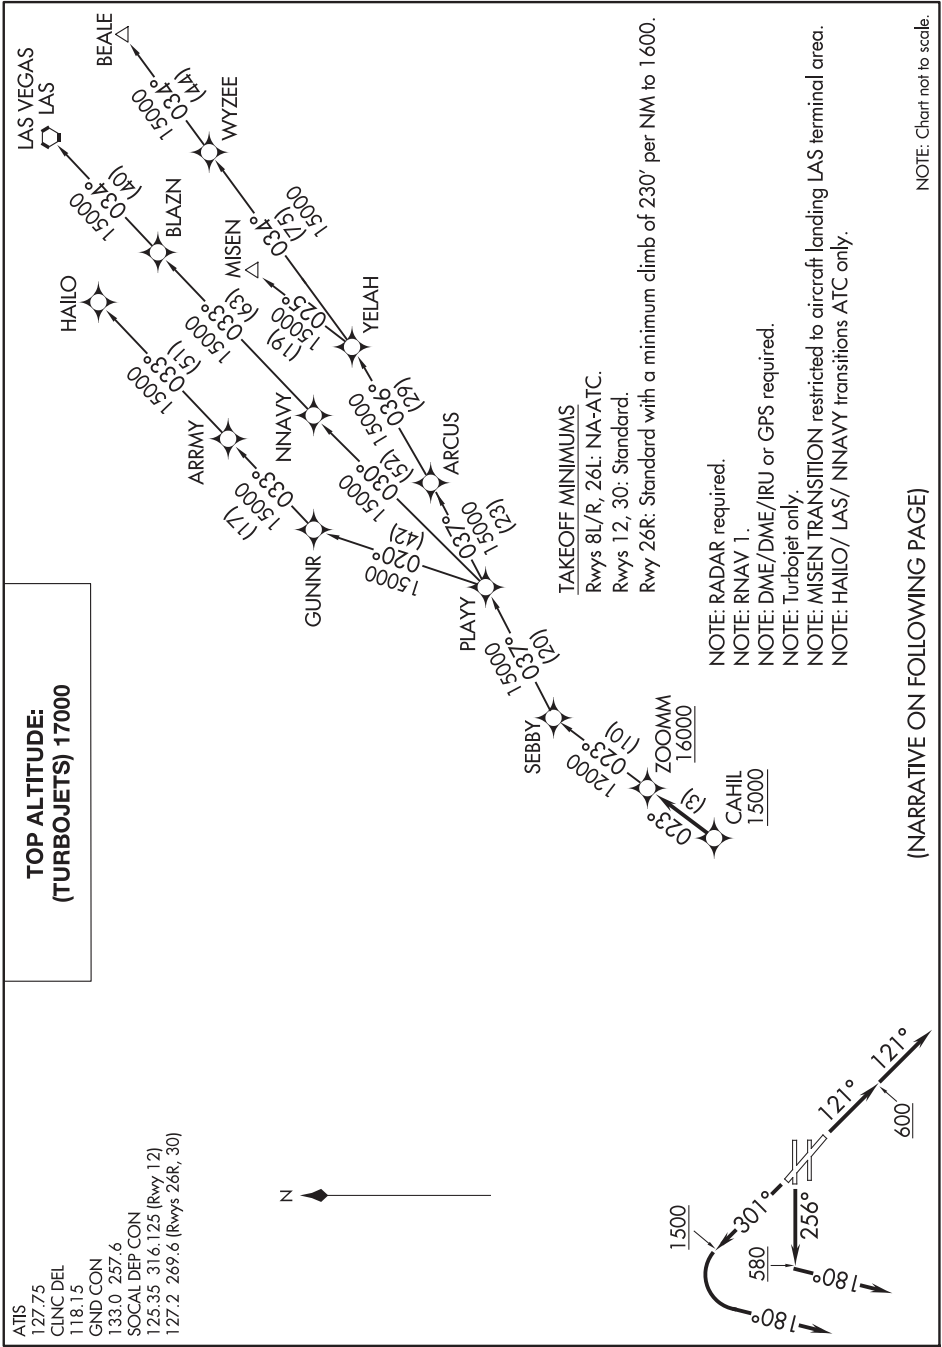 ATIS
127.75
CLNC DEL
118.15
GND CON
133.0 257.6
SOCAL DEP CON
125.35 316.125 (Rwy 12)
127.2 269.6 (Rwys 26R, 30)
TOP ALTITUDE:
(TURBOJETS) 17000
N
HAILO
LAS VEGAS
LAS
BEALE
15000
033°
(51)
15000
034°
(40)
15000
034°
(44)
ARRMY
BLAZN
WYZEE
(17)
15000
033°
15000
033°
(63)
MISEN
034°
(75)
15000
GUNNR
NNAVY
(19)
15000
025°
YELAH
15000
020°
(42)
15000
030°
(52)
15000
036°
(29)
ARCUS
PLAYY
037°
15000
(23)
15000
037°
(20)
SEBBY
12000
023°
(10)
ZOOMM
16000
023°
(3)
CAHIL
15000
TAKEOFF MINIMUMS
Rwys 8L/R, 26L: NA-ATC.
Rwys 12, 30: Standard.
Rwy 26R: Standard with a minimum climb of 230' per NM to 1600.
NOTE: RADAR required.
NOTE: RNAV 1.
NOTE: DME/DME/IRU or GPS required.
NOTE: Turbojet only.
NOTE: MISEN TRANSITION restricted to aircraft landing LAS terminal area.
NOTE: HAILO/ LAS/ NNAVY transitions ATC only.
1500
301°
580
256°
180°
180°
121°
121°
600
(NARRATIVE ON FOLLOWING PAGE)
NOTE: Chart not to scale.